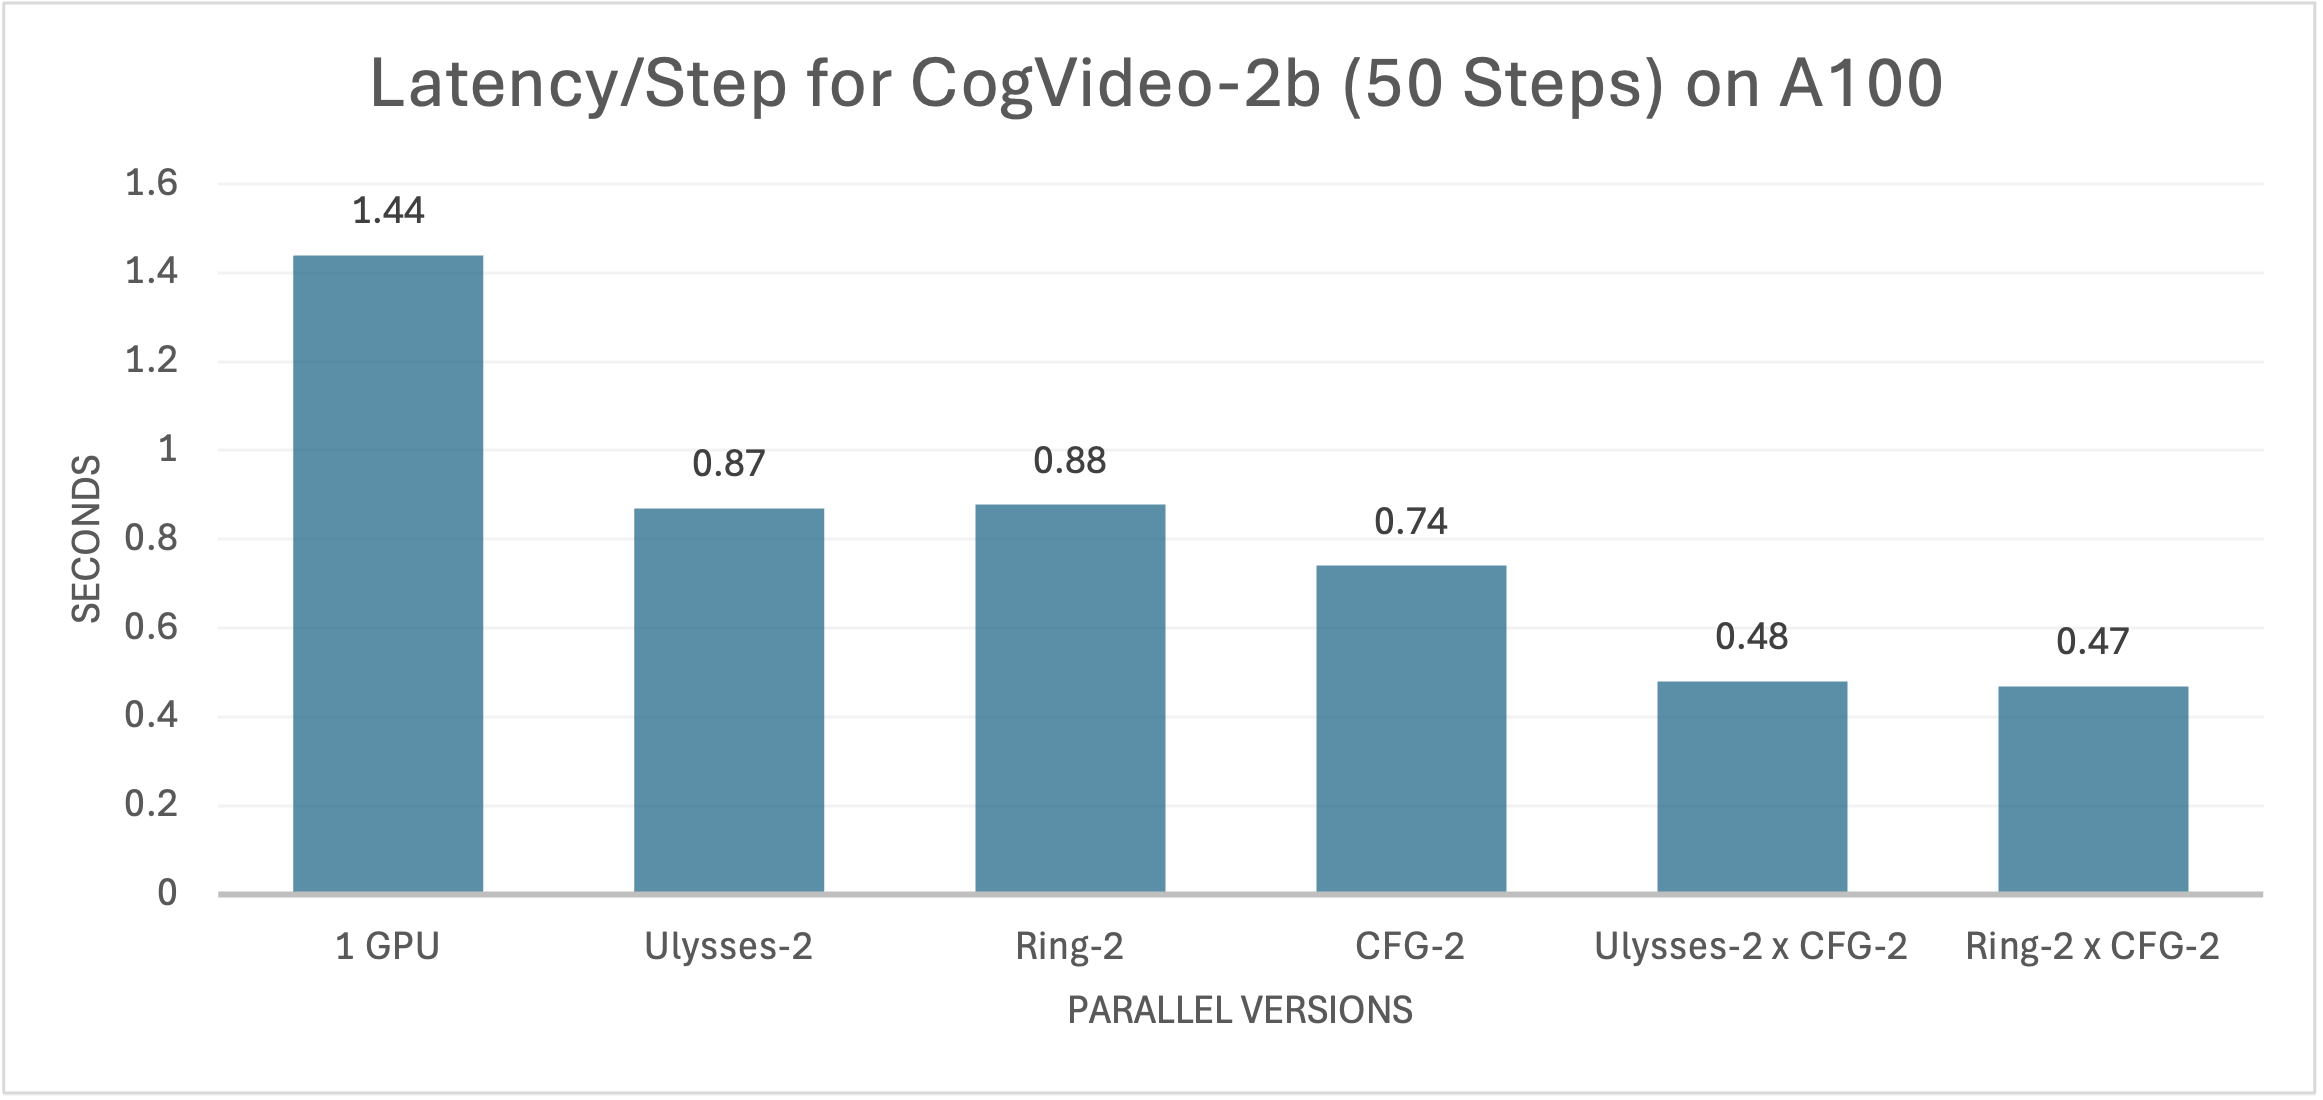 Latency/Step for CogVideo-2b (50 Steps) on A100
1.6
1.4
1.2
1
0.8
0.6
0.4
0.2
0
SECONDS
1.44
0.87
0.88
0.74
0.48
0.47
1 GPU
Ulysses-2
Ring-2
CFG-2
Ulysses-2 x CFG-2
Ring-2 x CFG-2
PARALLEL VERSIONS